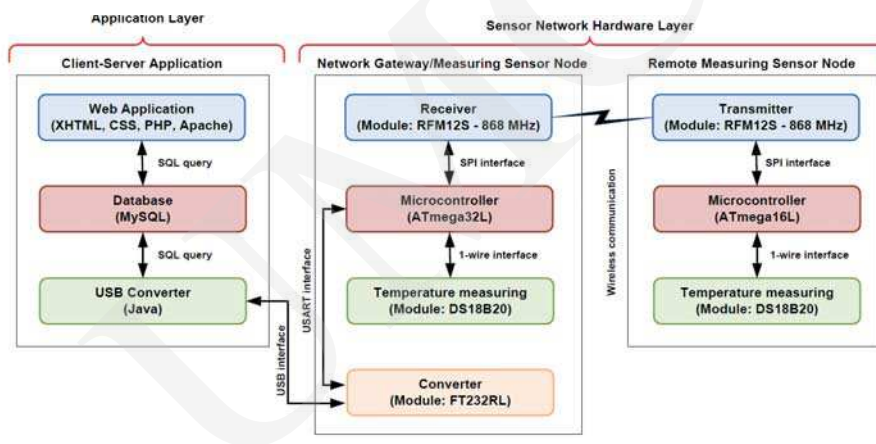 Application Layer
Sensor Network Hardware Layer
Client-Server Application
Network Gateway/Measuring Sensor Node
Remote Measuring Sensor Node
Web Application
(XHTML, CSS, PHP, Apache)
SQL query
Database
(MySQL)
SQL query
USB Converter
(Java)
USB interface
USART interface
Receiver
(Module: RFM12S - 868 MHz)
SPI interface
Microcontroller
(ATmega32L)
1-wire interface
Temperature measuring
(Module: DS18B20)
Converter
(Module: FT232RL)
Wireless communication
Transmitter
(Module: RFM12S - 868 MHz)
SPI interface
Microcontroller
(ATmega16L)
1-wire interface
Temperature measuring
(Module: DS18B20)